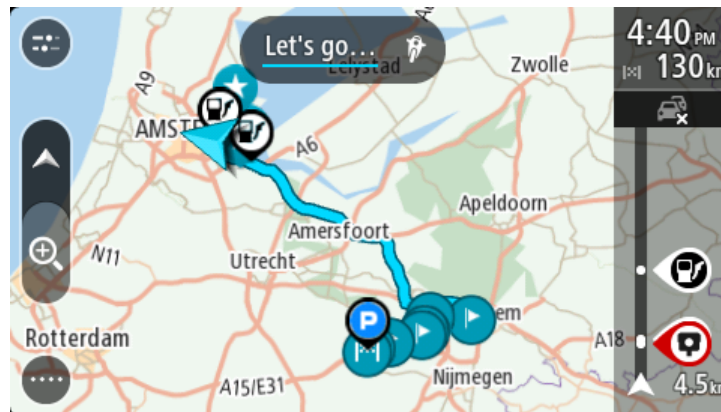 Let's go...
4:40 PM
130 km
Lelystad
Zwolle
A9
AMST
A6
Apeldoorn
Amersfoort
N11
Utrecht
P
em
Rotterdam
A18
Nijmegen
A15/E31
4.5 km